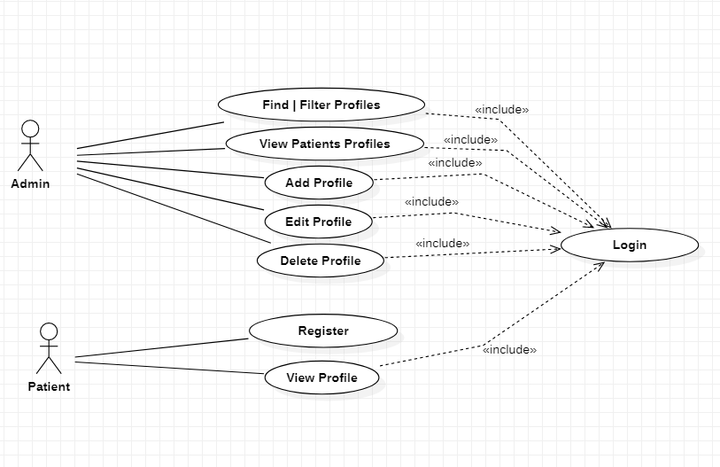 Find | Filter Profiles
«include»
View Patients Profiles
«include»
Admin
Add Profile
«include»
Edit Profile
«include»
Delete Profile
«include»
Login
Register
Patient
View Profile
«include»